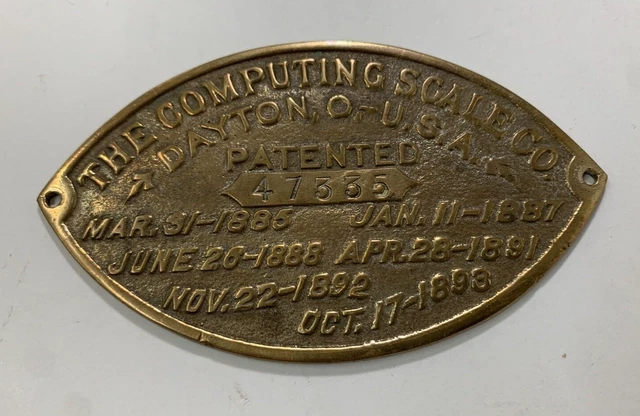 THE COMPUTING SCALE CO.
DAYTON, O-U.S.A.
PATENTED
47335
MAR. 31-1885 JAN. 11-1887
JUNE 26-1888 APR. 28-1891
NOV. 22-1892
OCT. 17-1893